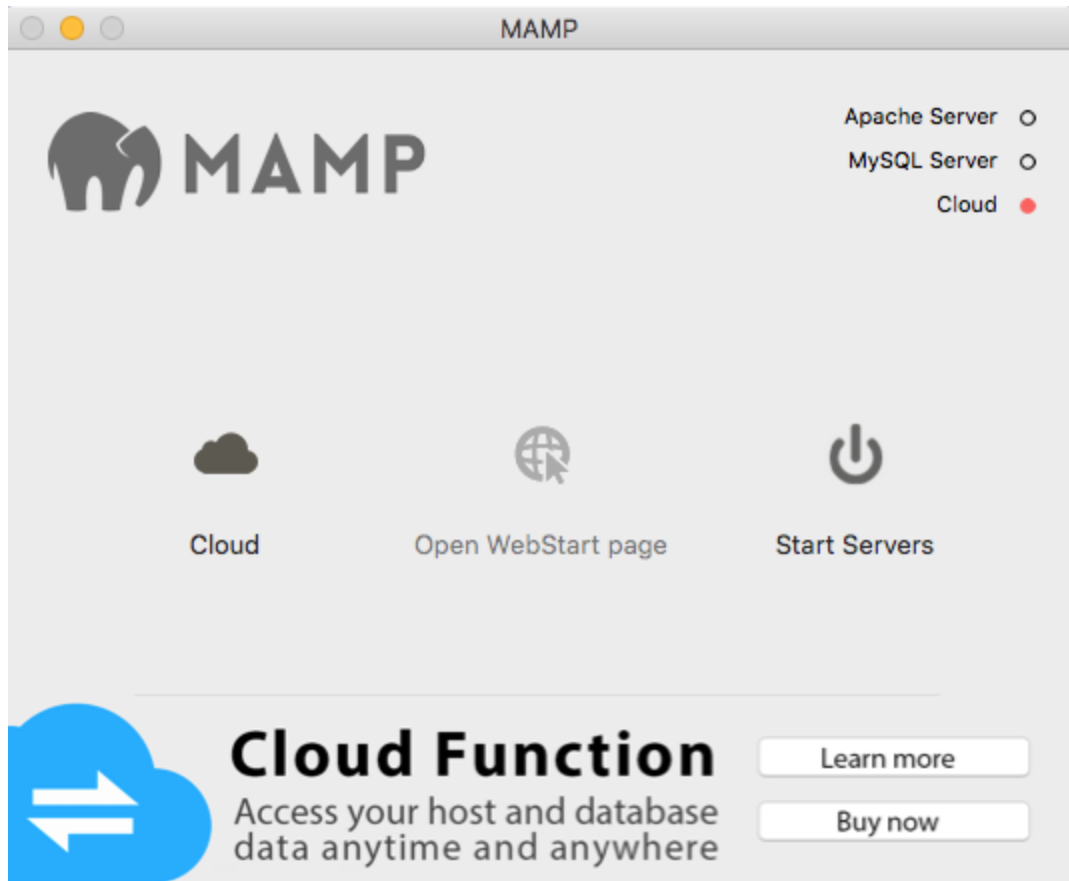 MAMP
MAMP
Apache Server
MySQL Server
Cloud
Cloud
Open WebStart page
Start Servers
Cloud Function
Access your host and database
data anytime and anywhere
Learn more
Buy now